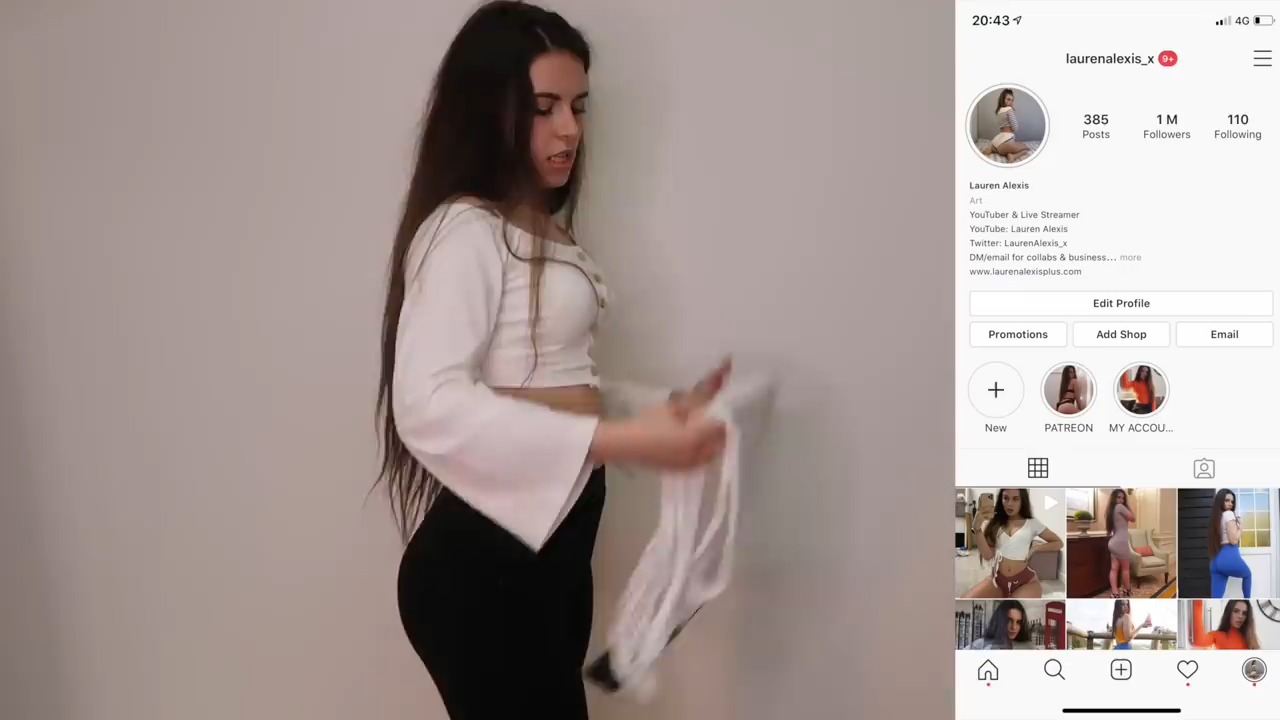 20:43
4G
laurenalexis_x 9+
385 1 M 110
Posts Followers Following
Lauren Alexis
Art
YouTuber & Live Streamer
YouTube: Lauren Alexis
Twitter: LaurenAlexis_x
DM/email for collabs & business... more
www.laurenalexisplus.com
Edit Profile
Promotions Add Shop Email
New PATREON MY ACCOU...